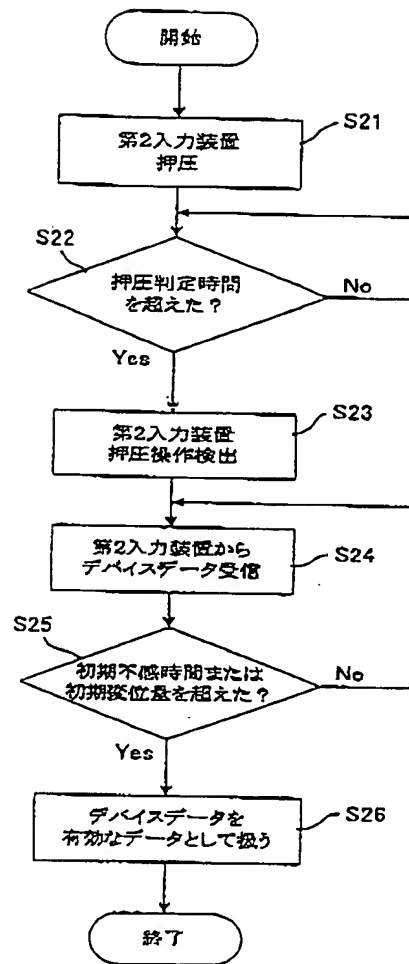 開始
S21
第2入力装置
押圧
S22
押圧判定時間
を超えた？
No
Yes
S23
第2入力装置
押圧操作検出
第2入力装置から
デバイスデータ受信
S24
S25
初期不感時間または
初期変位量を超えた？
No
Yes
デバイスデータを
有効なデータとして扱う
S26
終了